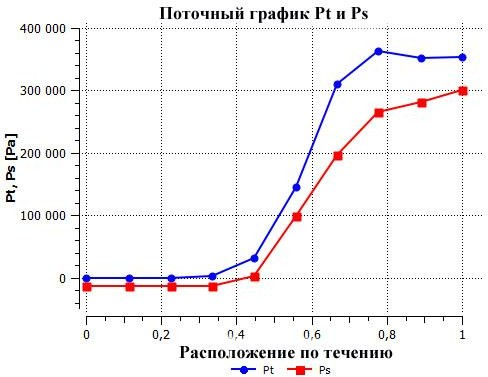 Поточный график Pt и Ps
400 000
300 000
200 000
100 000
0
Pt, Ps [Pa]
0 0,2 0,4 0,6 0,8 1
Расположение по течению
Pt Ps